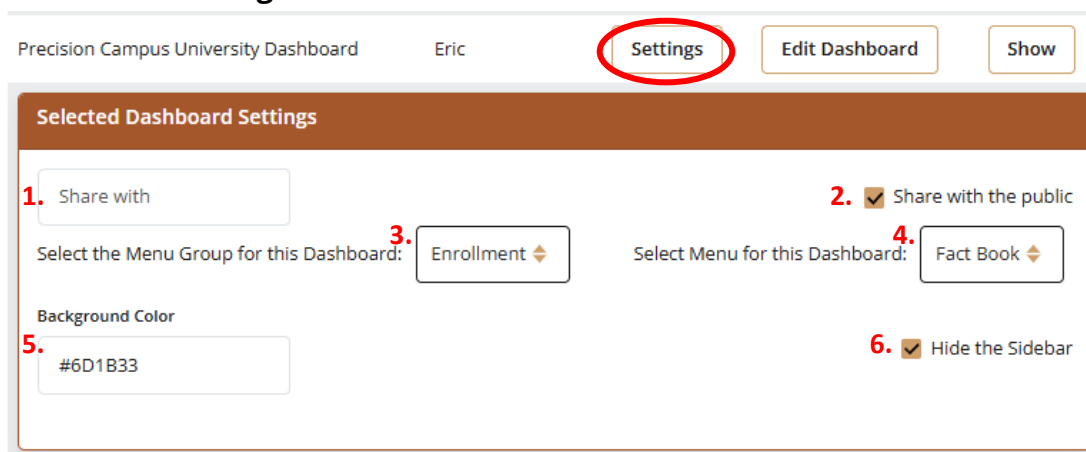 Precision Campus University Dashboard Eric Settings Edit Dashboard Show
Selected Dashboard Settings
1. Share with 2. Share with the public
Select the Menu Group for this Dashboard: 3. Enrollment Select Menu for this Dashboard: 4. Fact Book
Background Color
5. #6D1B33 6. Hide the Sidebar